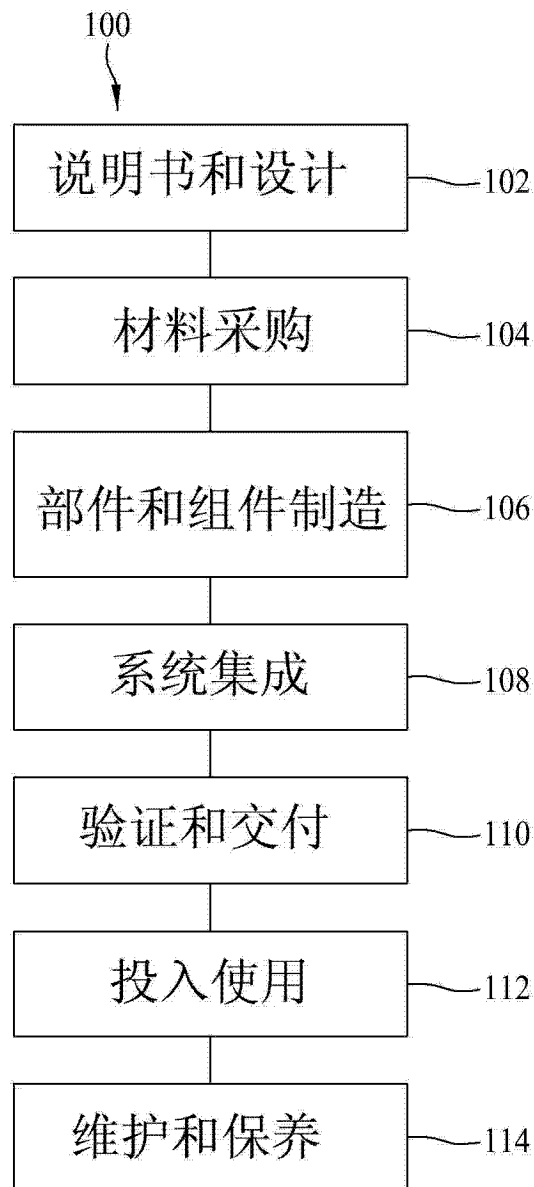 100
说明书和设计
102
材料采购
104
部件和组件制造
106
系统集成
108
验证和交付
110
投入使用
112
维护和保养
114